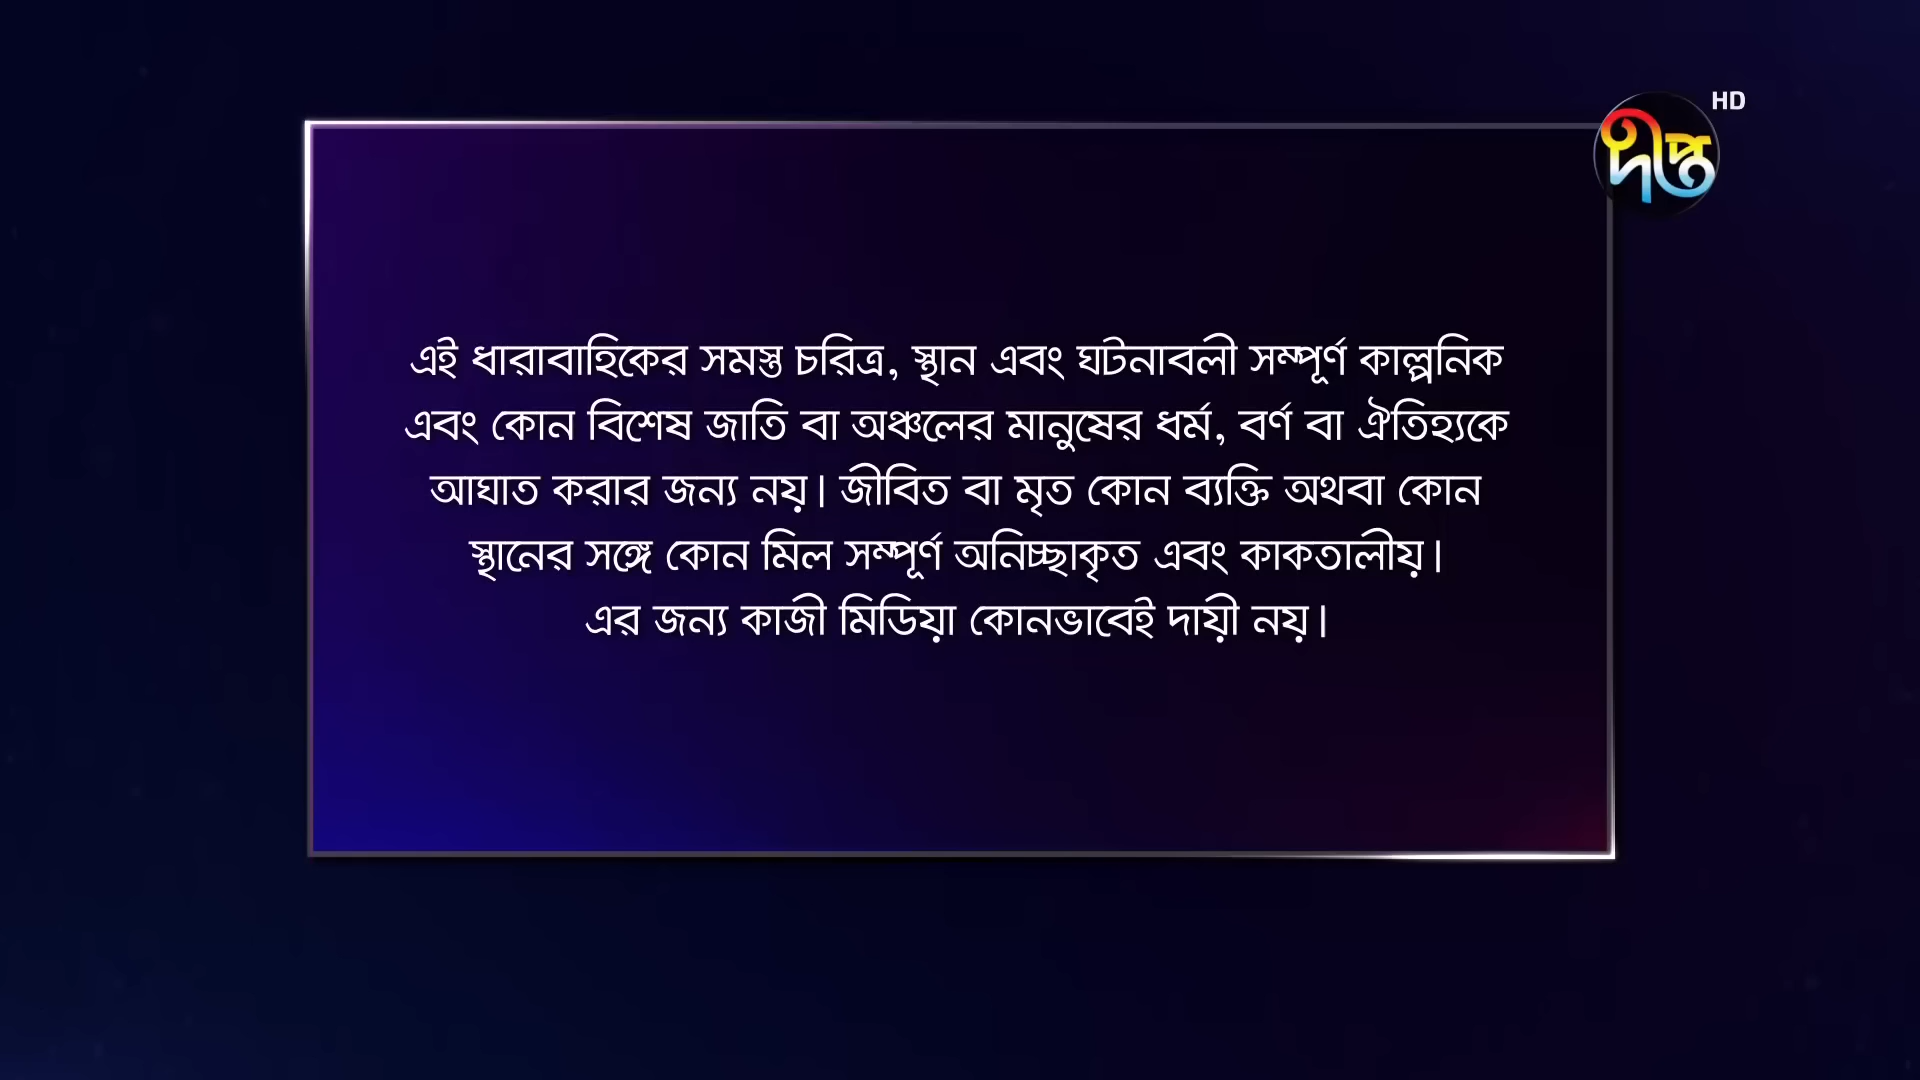 HD
দীপ্ত
এই ধারাবাহিকের সমস্ত চরিত্র, স্থান এবং ঘটনাবলী সম্পূর্ণ কাল্পনিক
এবং কোন বিশেষ জাতি বা অঞ্চলের মানুষের ধর্ম, বর্ণ বা ঐতিহ্যকে
আঘাত করার জন্য নয়। জীবিত বা মৃত কোন ব্যক্তি অথবা কোন
স্থানের সঙ্গে কোন মিল সম্পূর্ণ অনিচ্ছাকৃত এবং কাকতালীয়।
এর জন্য কাজী মিডিয়া কোনভাবেই দায়ী নয়।